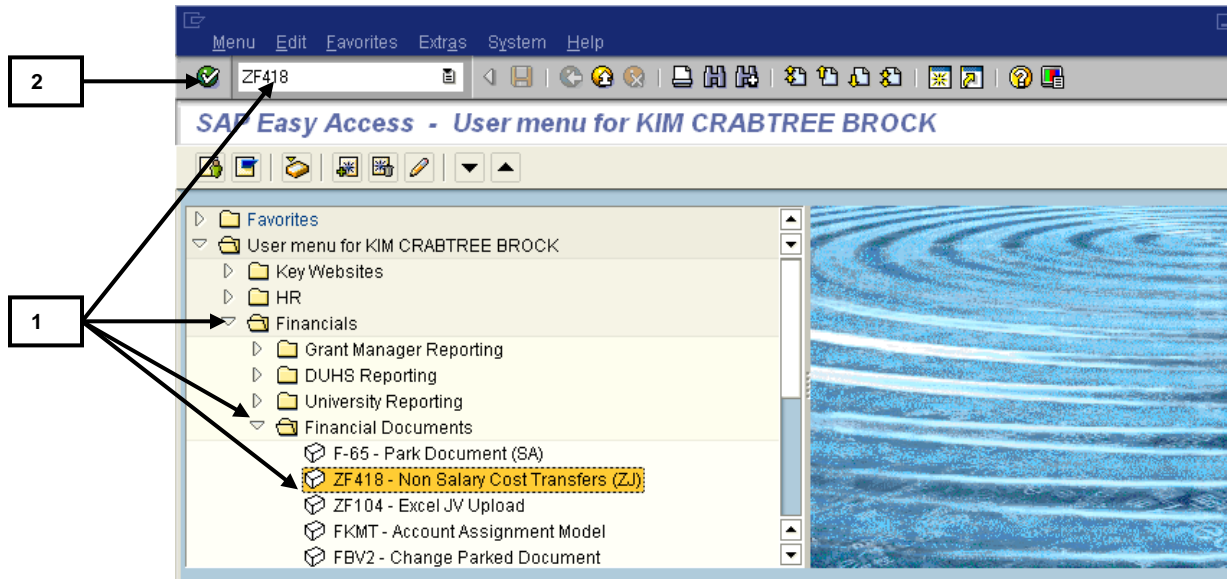 Menu Edit Favorites Extras System Help
2
ZF418
SAP Easy Access - User menu for KIM CRABTREE BROCK
Favorites
User menu for KIM CRABTREE BROCK
Key Websites
HR
1
Financials
Grant Manager Reporting
DUHS Reporting
University Reporting
Financial Documents
F-65 - Park Document (SA)
ZF418 - Non Salary Cost Transfers (ZJ)
ZF104 - Excel JV Upload
FKMT - Account Assignment Model
FBV2 - Change Parked Document